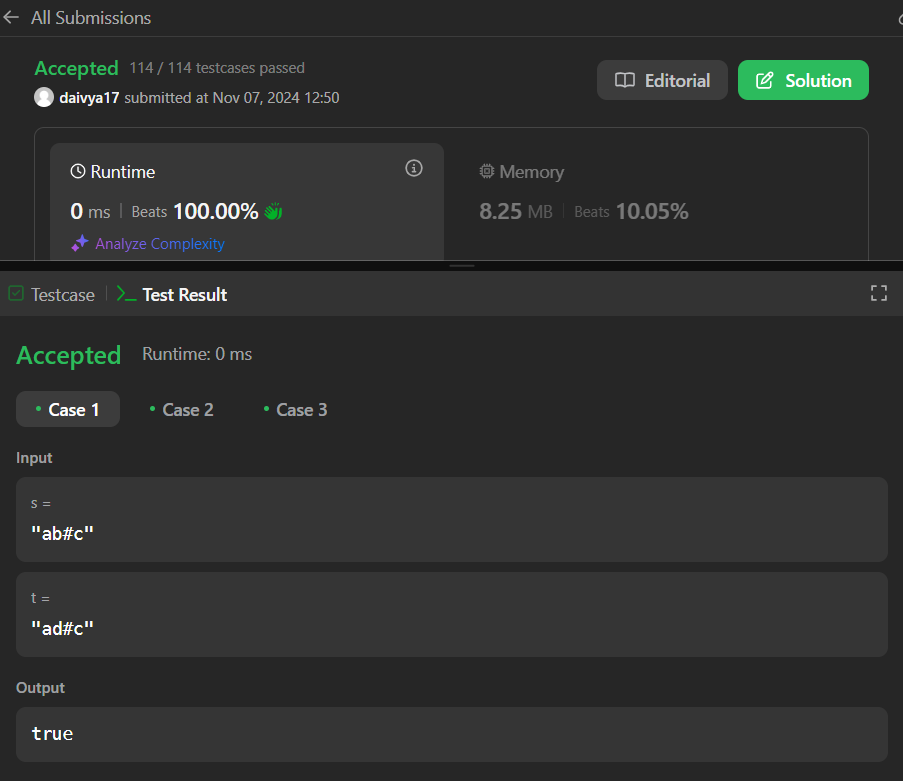 All Submissions
Accepted 114 / 114 testcases passed
daivya17 submitted at Nov 07, 2024 12:50
Editorial
Solution
Runtime
0 ms | Beats 100.00%
Analyze Complexity
Memory
8.25 MB | Beats 10.05%
Testcase | >_ Test Result
Accepted Runtime: 0 ms
• Case 1 • Case 2 • Case 3
Input
s =
"ab#c"
t =
"ad#c"
Output
true